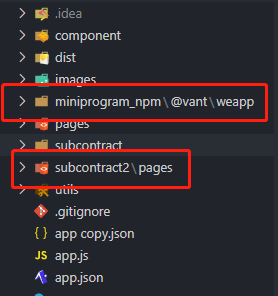 .idea
component
dist
images
miniprogram_npm\@vant\weapp
pages
subcontract
subcontract2\pages
utils
.gitignore
{} app copy.json
JS app.js
app.json